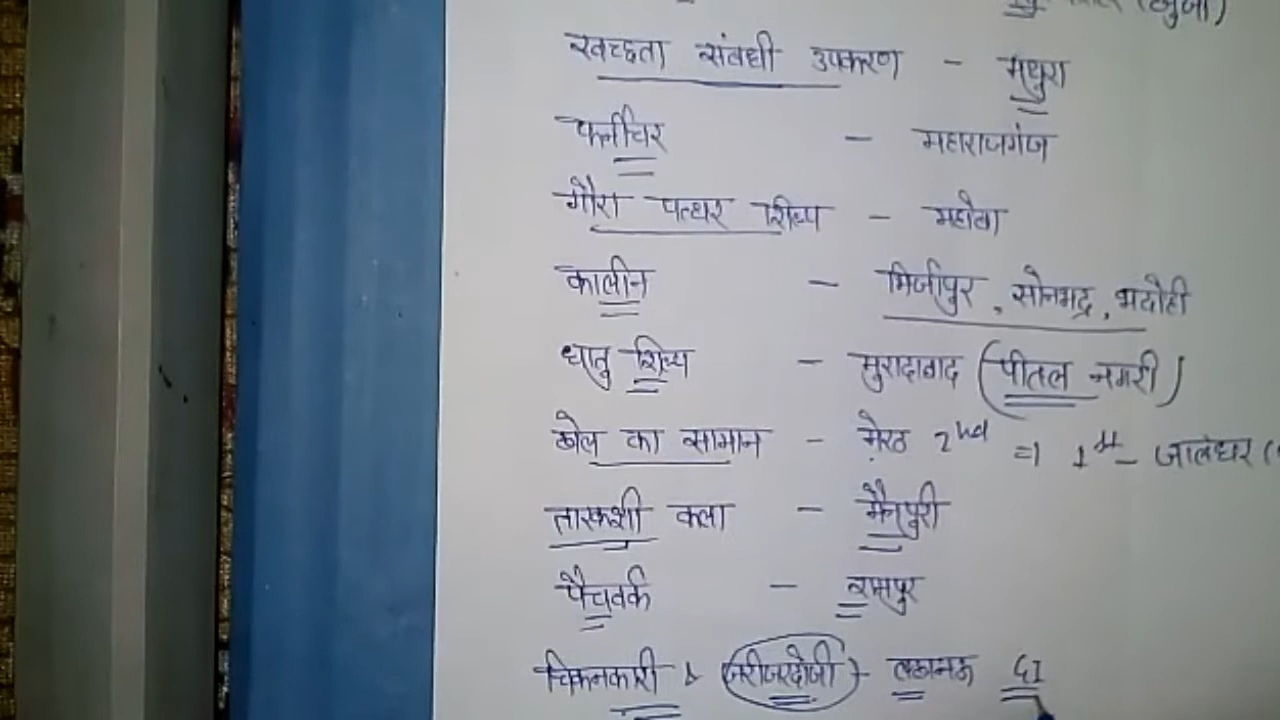 (खुर्जा)
स्वच्छता संबंधी उपकरण - मथुरा
फर्नीचर - महाराजगंज
गौरा पत्थर शिल्प - महोबा
कालीन - मिर्जापुर, सोनभद्र, भदोही
धातु शिल्प - मुरादाबाद (पीतल नगरी)
खेल का सामान - मेरठ 2nd => 1st - जालंधर (
तारकशी कला - मैनपुरी
पैचवर्क - रामपुर
चिकनकारी & (जरीजरदोजी) - लखनऊ GI